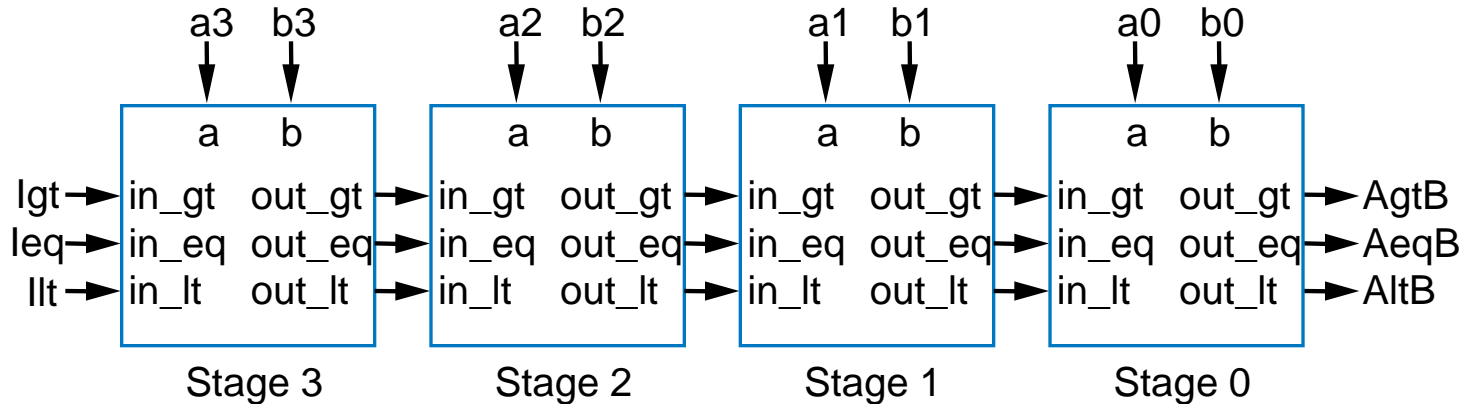 a3 b3 a2 b2 a1 b1 a0 b0
a b a b a b a b
Igt in_gt out_gt in_gt out_gt in_gt out_gt in_gt out_gt AgtB
Ieq in_eq out_eq in_eq out_eq in_eq out_eq in_eq out_eq AeqB
Ilt in_lt out_lt in_lt out_lt in_lt out_lt in_lt out_lt AltB
Stage 3 Stage 2 Stage 1 Stage 0